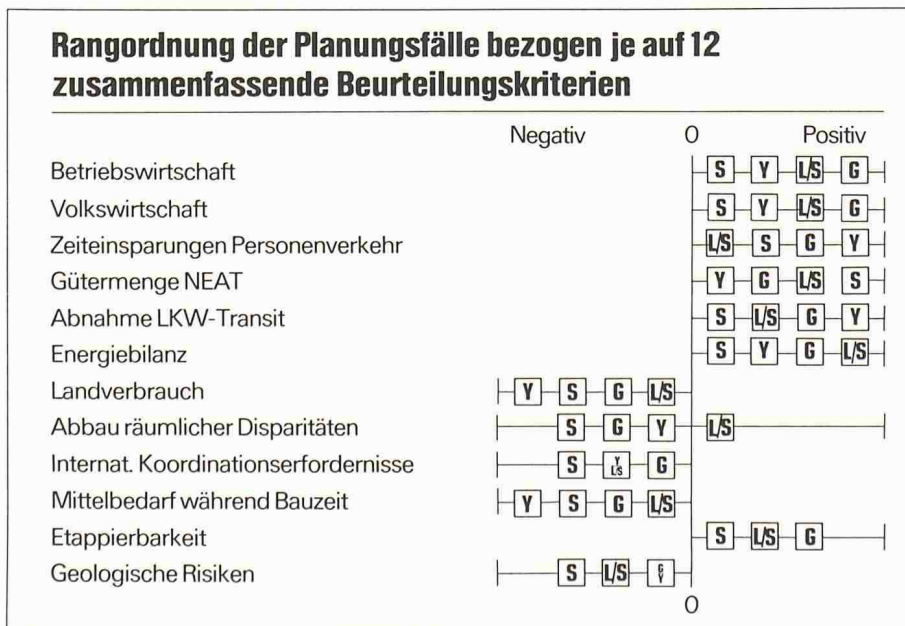 Rangordnung der Planungsfälle bezogen je auf 12
zusammenfassende Beurteilungskriterien
Negativ 0 Positiv
Betriebswirtschaft S Y L/S G
Volkswirtschaft S Y L/S G
Zeiteinsparungen Personenverkehr L/S S G Y
Gütermenge NEAT Y G L/S S
Abnahme LKW-Transit S L/S G Y
Energiebilanz S Y G L/S
Landverbrauch Y S G L/S
Abbau räumlicher Disparitäten S G Y L/S
Internat. Koordinationserfordernisse S Y L/S G
Mittelbedarf während Bauzeit Y S G L/S
Etappierbarkeit S L/S G
Geologische Risiken S L/S G Y
0